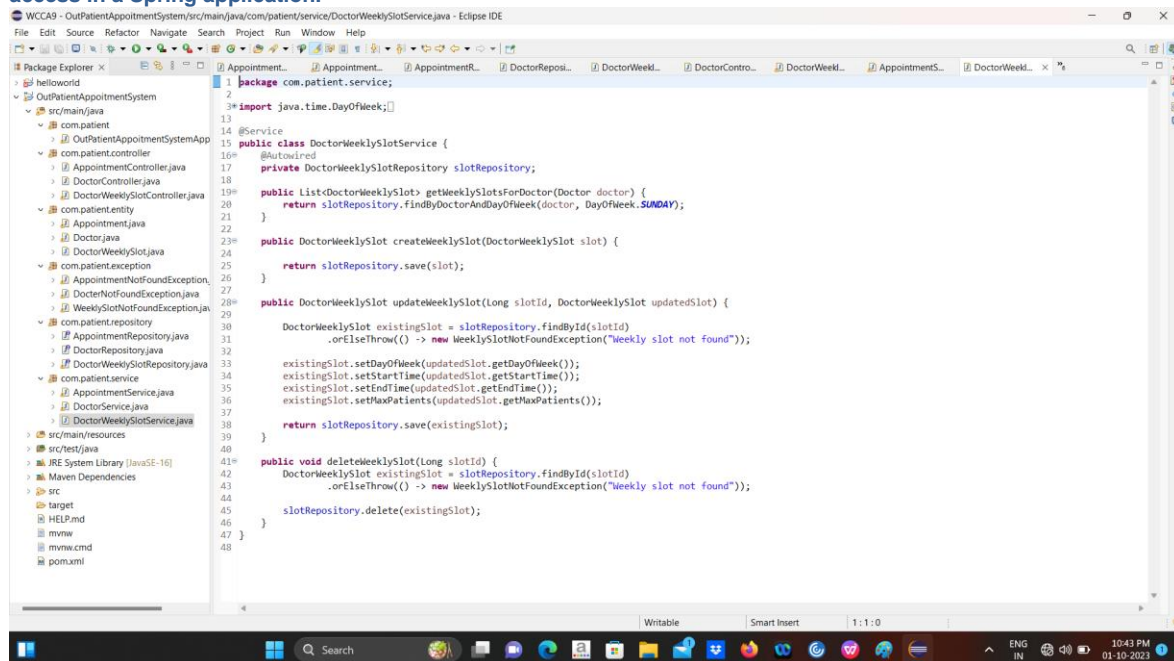 access in a Spring application.
WCCA9 - OutPatientAppoitmentSystem/src/main/java/com/patient/service/DoctorWeeklySlotService.java - Eclipse IDE
File Edit Source Refactor Navigate Search Project Run Window Help
Package Explorer
Appointment... Appointment... AppointmentR... DoctorReposi... DoctorWeekl... DoctorContro... DoctorWeekl... AppointmentS... DoctorWeekl...
helloworld
OutPatientAppoitmentSystem
src/main/java
com.patient
OutPatientAppoitmentSystemApp
com.patient.controller
AppointmentController.java
DoctorController.java
DoctorWeeklySlotController.java
com.patient.entity
Appointment.java
Doctor.java
DoctorWeeklySlot.java
com.patient.exception
AppointmentNotFoundException.
DocterNotFoundException.java
WeeklySlotNotFoundException.jav
com.patient.repository
AppointmentRepository.java
DoctorRepository.java
DoctorWeeklySlotRepository.java
com.patient.service
AppointmentService.java
DoctorService.java
DoctorWeeklySlotService.java
src/main/resources
src/test/java
JRE System Library [JavaSE-16]
Maven Dependencies
src
target
HELP.md
mvnw
mvnw.cmd
pom.xml
1 package com.patient.service;
2
3 import java.time.DayOfWeek;
13
14 @Service
15 public class DoctorWeeklySlotService {
16 @Autowired
17 private DoctorWeeklySlotRepository slotRepository;
18
19 public List<DoctorWeeklySlot> getWeeklySlotsForDoctor(Doctor doctor) {
20 return slotRepository.findByDoctorAndDayOfWeek(doctor, DayOfWeek.SUNDAY);
21 }
22
23 public DoctorWeeklySlot createWeeklySlot(DoctorWeeklySlot slot) {
24
25 return slotRepository.save(slot);
26 }
27
28 public DoctorWeeklySlot updateWeeklySlot(Long slotId, DoctorWeeklySlot updatedSlot) {
29
30 DoctorWeeklySlot existingSlot = slotRepository.findById(slotId)
31 .orElseThrow(() -> new WeeklySlotNotFoundException("Weekly slot not found"));
32
33 existingSlot.setDayOfWeek(updatedSlot.getDayOfWeek());
34 existingSlot.setStartTime(updatedSlot.getStartTime());
35 existingSlot.setEndTime(updatedSlot.getEndTime());
36 existingSlot.setMaxPatients(updatedSlot.getMaxPatients());
37
38 return slotRepository.save(existingSlot);
39 }
40
41 public void deleteWeeklySlot(Long slotId) {
42 DoctorWeeklySlot existingSlot = slotRepository.findById(slotId)
43 .orElseThrow(() -> new WeeklySlotNotFoundException("Weekly slot not found"));
44
45 slotRepository.delete(existingSlot);
46 }
47 }
48
Writable Smart Insert 1:1:0
Search
ENG
IN
10:43 PM
01-10-2023